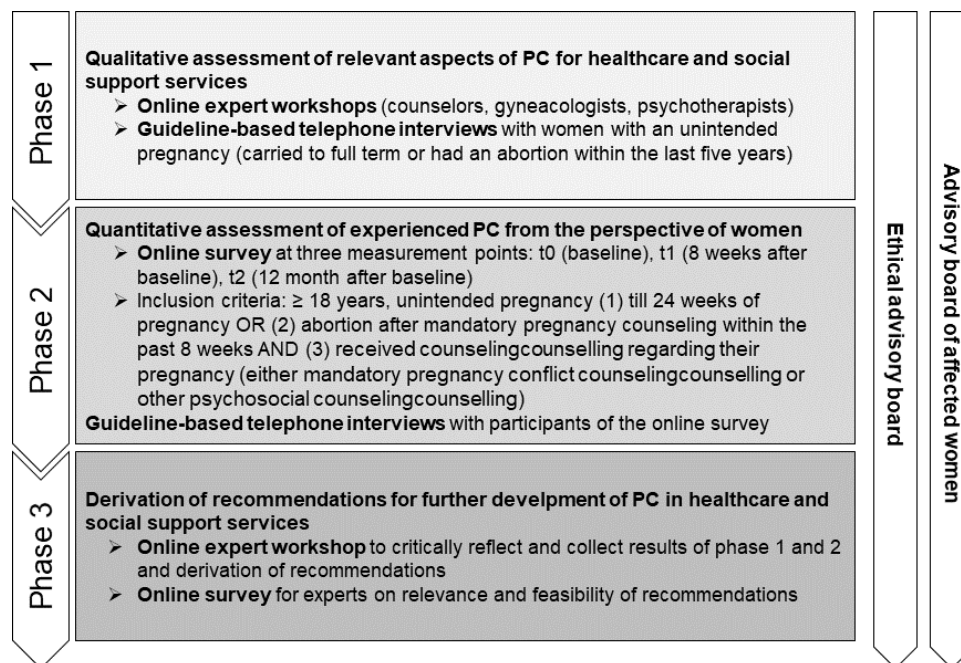 Phase 1
Qualitative assessment of relevant aspects of PC for healthcare and social
support services
➢ Online expert workshops (counselors, gyneacologists, psychotherapists)
➢ Guideline-based telephone interviews with women with an unintended
pregnancy (carried to full term or had an abortion within the last five years)
Phase 2
Quantitative assessment of experienced PC from the perspective of women
➢ Online survey at three measurement points: t0 (baseline), t1 (8 weeks after
baseline), t2 (12 month after baseline)
➢ Inclusion criteria: ≥ 18 years, unintended pregnancy (1) till 24 weeks of
pregnancy OR (2) abortion after mandatory pregnancy counseling within the
past 8 weeks AND (3) received counselingcounselling regarding their
pregnancy (either mandatory pregnancy conflict counselingcounselling or
other psychosocial counselingcounselling)
Guideline-based telephone interviews with participants of the online survey
Phase 3
Derivation of recommendations for further develpment of PC in healthcare and
social support services
➢ Online expert workshop to critically reflect and collect results of phase 1 and 2
and derivation of recommendations
➢ Online survey for experts on relevance and feasibility of recommendations
Ethical advisory board
Advisory board of affected women